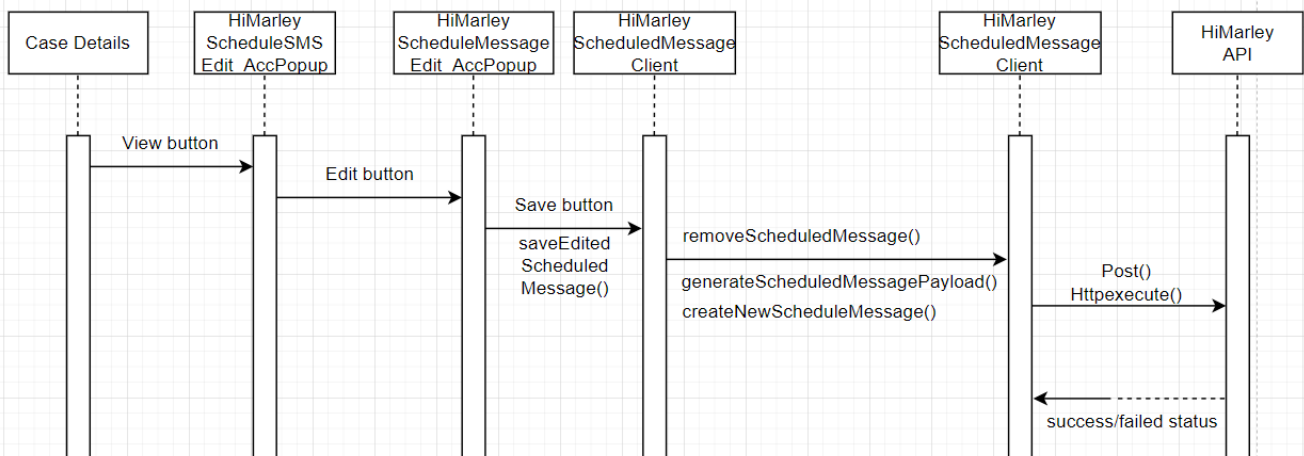 Case Details
HiMarley
ScheduleSMS
Edit_AccPopup
HiMarley
ScheduleMessage
Edit_AccPopup
HiMarley
ScheduledMessage
Client
HiMarley
ScheduledMessage
Client
HiMarley
API
View button
Edit button
Save button
saveEdited
Scheduled
Message()
removeScheduledMessage()
generateScheduledMessagePayload()
createNewScheduleMessage()
Post()
Httpexecute()
success/failed status